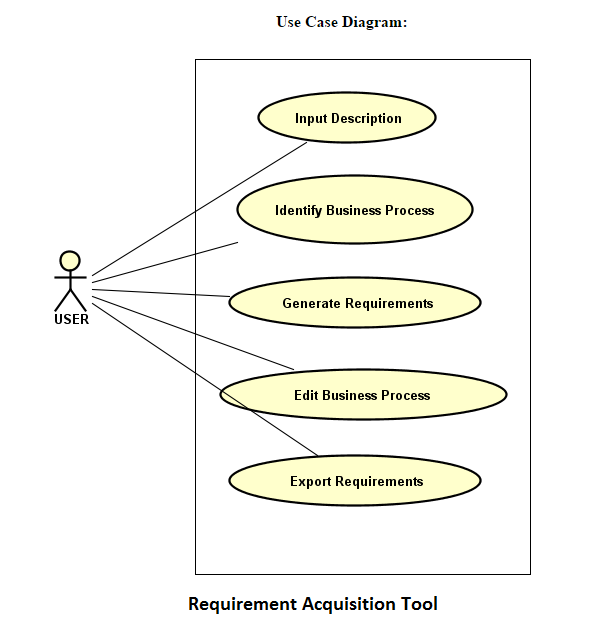 Use Case Diagram:
Input Description
Identify Business Process
USER
Generate Requirements
Edit Business Process
Export Requirements
Requirement Acquisition Tool